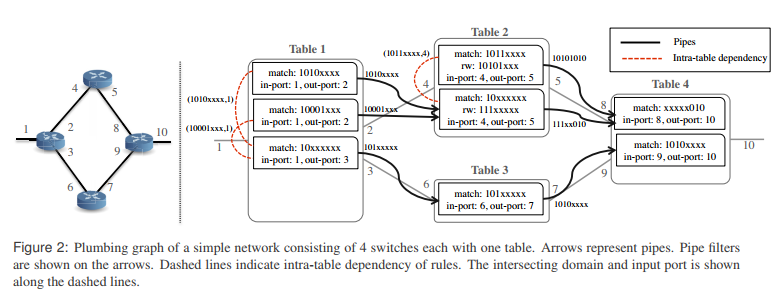 Pipes
Intra-table dependency
Table 1
match: 1010xxxx
in-port: 1, out-port: 2
match: 10001xxx
in-port: 1, out-port: 2
match: 10xxxxxx
in-port: 1, out-port: 3
(1010xxxx,1)
(10001xxx,1)
1
Table 2
(1011xxxx,4)
match: 1011xxxx
rw: 10101xxx
in-port: 4, out-port: 5
match: 10xxxxxx
rw: 111xxxxx
in-port: 4, out-port: 5
1010xxxx
10001xxx
101xxxxx
4
2
3
6
Table 3
match: 101xxxxx
in-port: 6, out-port: 7
10101010
5
111xx010
7
1010xxxx
Table 4
8
match: xxxxx010
in-port: 8, out-port: 10
match: 1010xxxx
in-port: 9, out-port: 10
9
10
4
5
1
2
8
10
3
9
6
7
Figure 2: Plumbing graph of a simple network consisting of 4 switches each with one table. Arrows represent pipes. Pipe filters
are shown on the arrows. Dashed lines indicate intra-table dependency of rules. The intersecting domain and input port is shown
along the dashed lines.